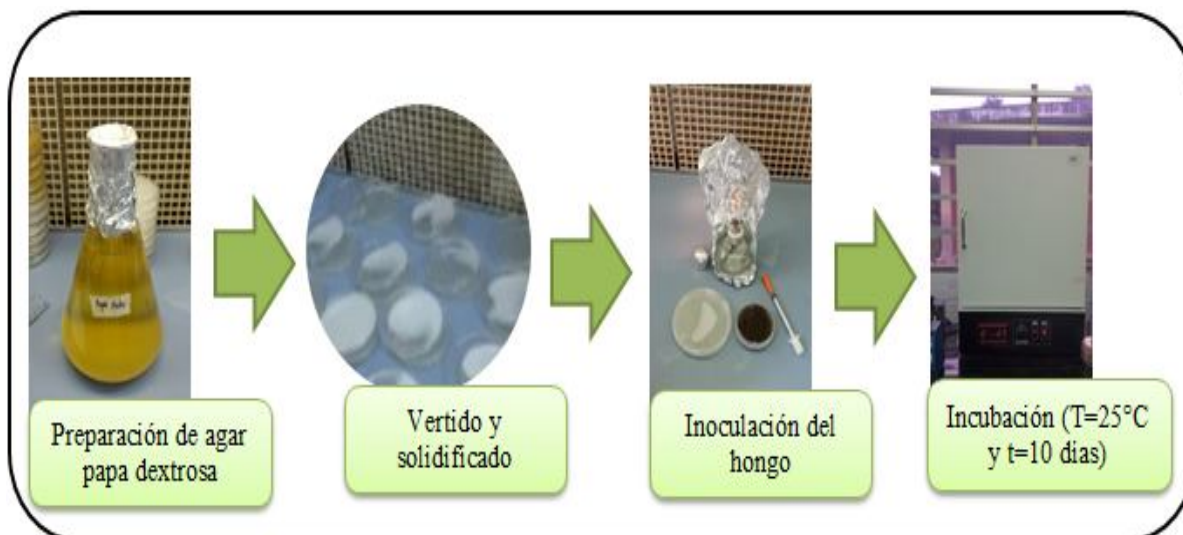 Preparación de agar
papa dextrosa
Vertido y
solidificado
Inoculación del
hongo
Incubación (T=25°C
y t=10 dias)